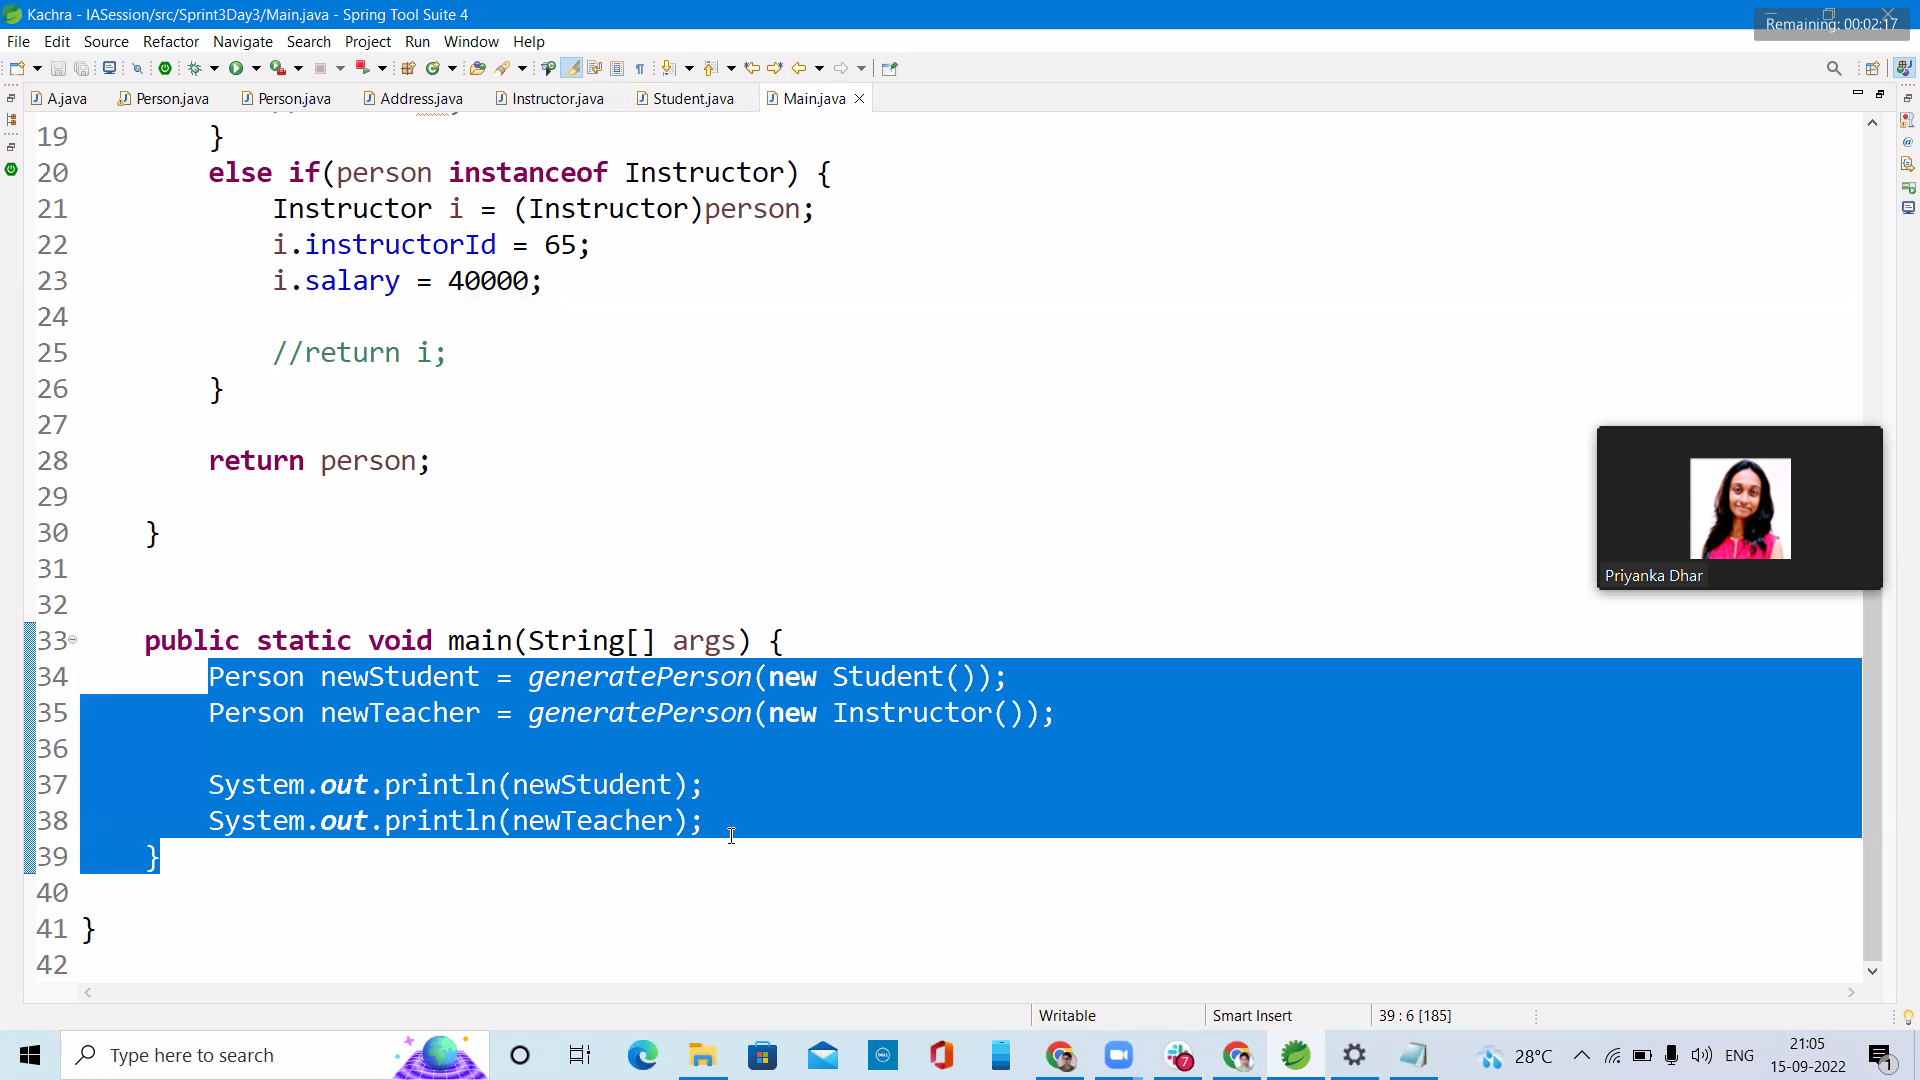 Kachra - IASession/src/Sprint3Day3/Main.java - Spring Tool Suite 4
Remaining: 00:02:17
File Edit Source Refactor Navigate Search Project Run Window Help
A.java Person.java Person.java Address.java Instructor.java Student.java Main.java
19 }
20 else if(person instanceof Instructor) {
21 Instructor i = (Instructor)person;
22 i.instructorId = 65;
23 i.salary = 40000;
24
25 //return i;
26 }
27
28 return person;
29
30 }
31
32
33 public static void main(String[] args) {
34 Person newStudent = generatePerson(new Student());
35 Person newTeacher = generatePerson(new Instructor());
36
37 System.out.println(newStudent);
38 System.out.println(newTeacher);
39 }
40
41 }
42
Priyanka Dhar
Writable Smart Insert 39 : 6 [185]
Type here to search
DELL
7
28°C
ENG
21:05
15-09-2022
1